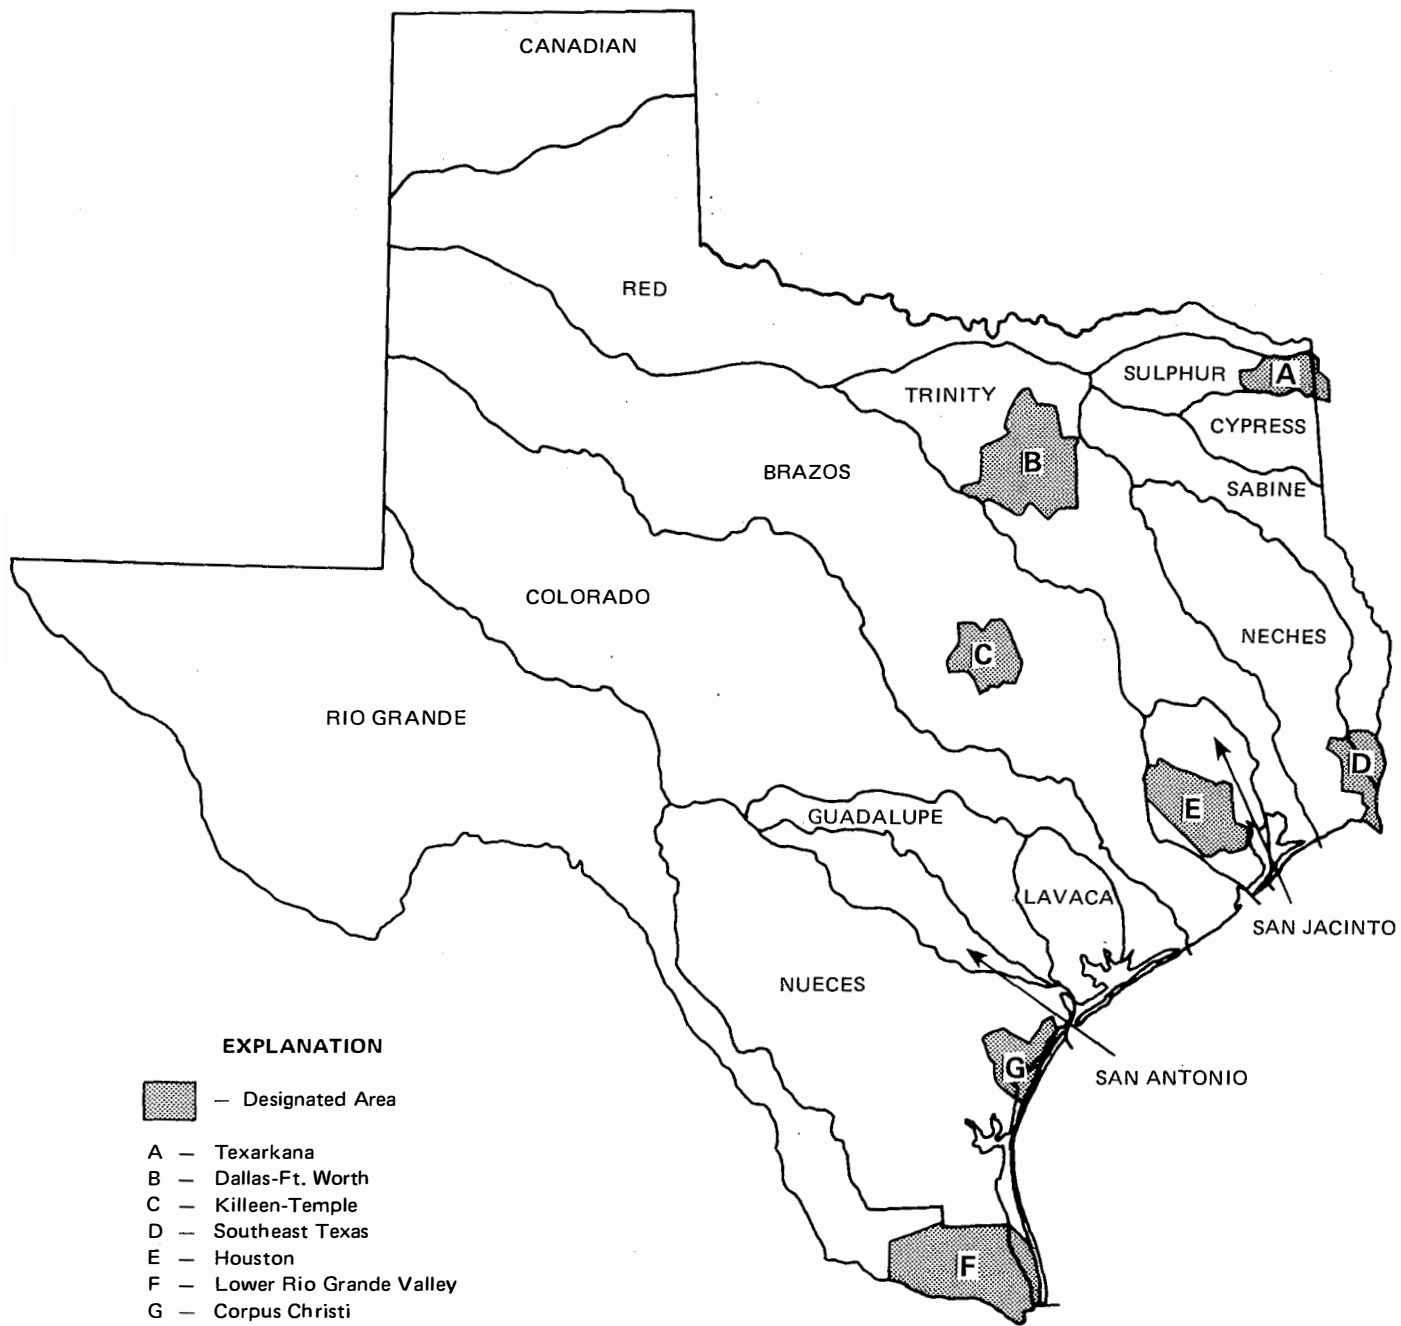 CANADIAN
RED
SULPHUR
A
TRINITY
CYPRESS
B
BRAZOS
SABINE
COLORADO
NECHES
C
RIO GRANDE
D
E
GUADALUPE
LAVACA
SAN JACINTO
NUECES
G
SAN ANTONIO
F
EXPLANATION
— Designated Area
A — Texarkana
B — Dallas-Ft. Worth
C — Killeen-Temple
D — Southeast Texas
E — Houston
F — Lower Rio Grande Valley
G — Corpus Christi